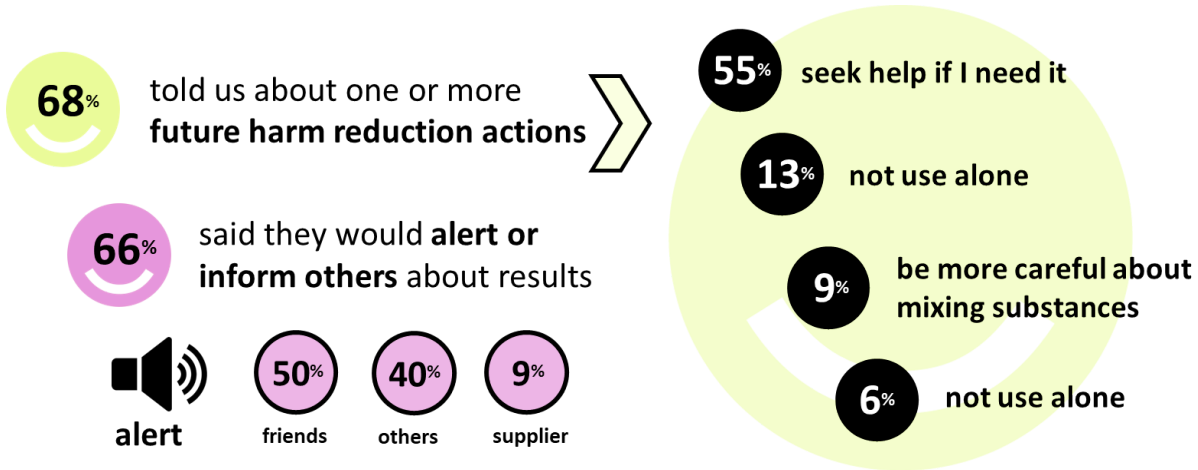 68%
told us about one or more
future harm reduction actions
66%
said they would alert or
inform others about results
alert
50%
friends
40%
others
9%
supplier
55%
seek help if I need it
13%
not use alone
9%
be more careful about
mixing substances
6%
not use alone